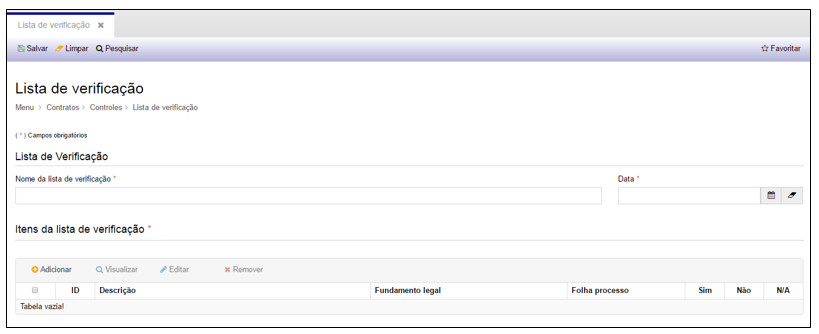 Lista de verificação ×
Salvar Limpar Pesquisar Favoritar
Lista de verificação
Menu > Contratos > Controles > Lista de verificação
( * ) Campos obrigatórios
Lista de Verificação
Nome da lista de verificação * Data *
Itens da lista de verificação *
Adicionar Visualizar Editar Remover
ID Descrição Fundamento legal Folha processo Sim Não N/A
Tabela vazia!